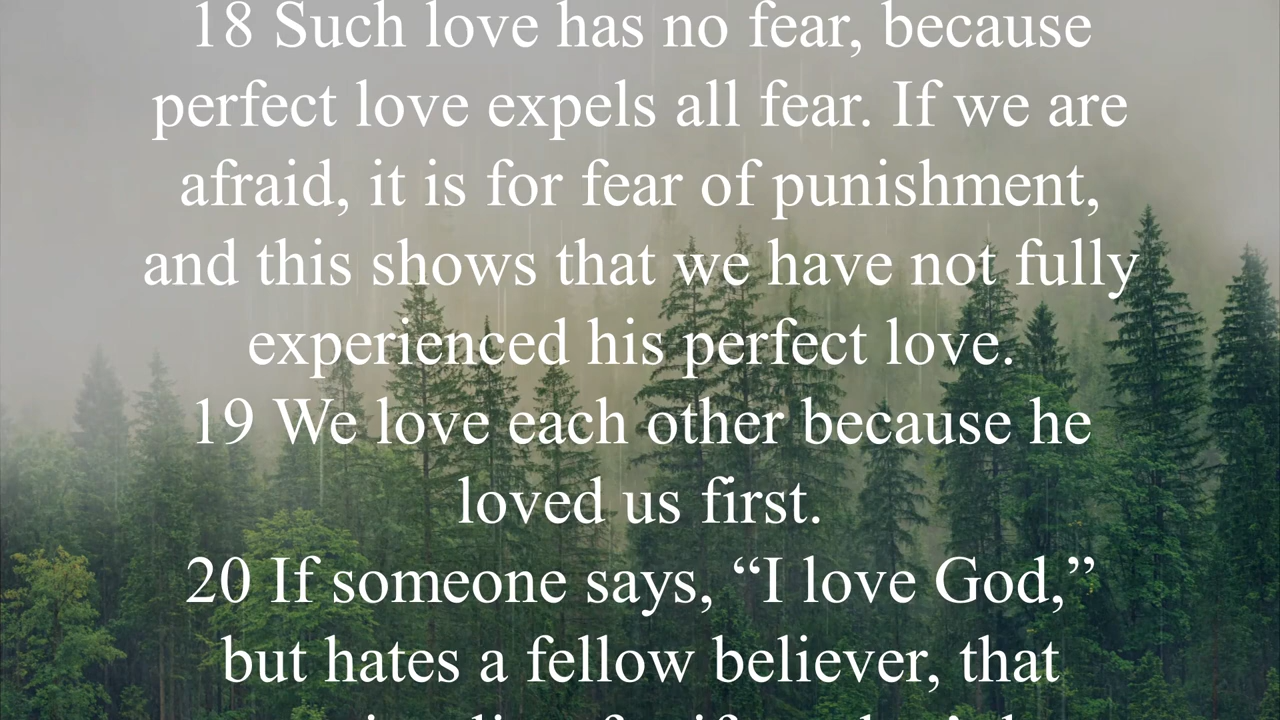 18 Such love has no fear, because
perfect love expels all fear. If we are
afraid, it is for fear of punishment,
and this shows that we have not fully
experienced his perfect love.
19 We love each other because he
loved us first.
20 If someone says, “I love God,”
but hates a fellow believer, that